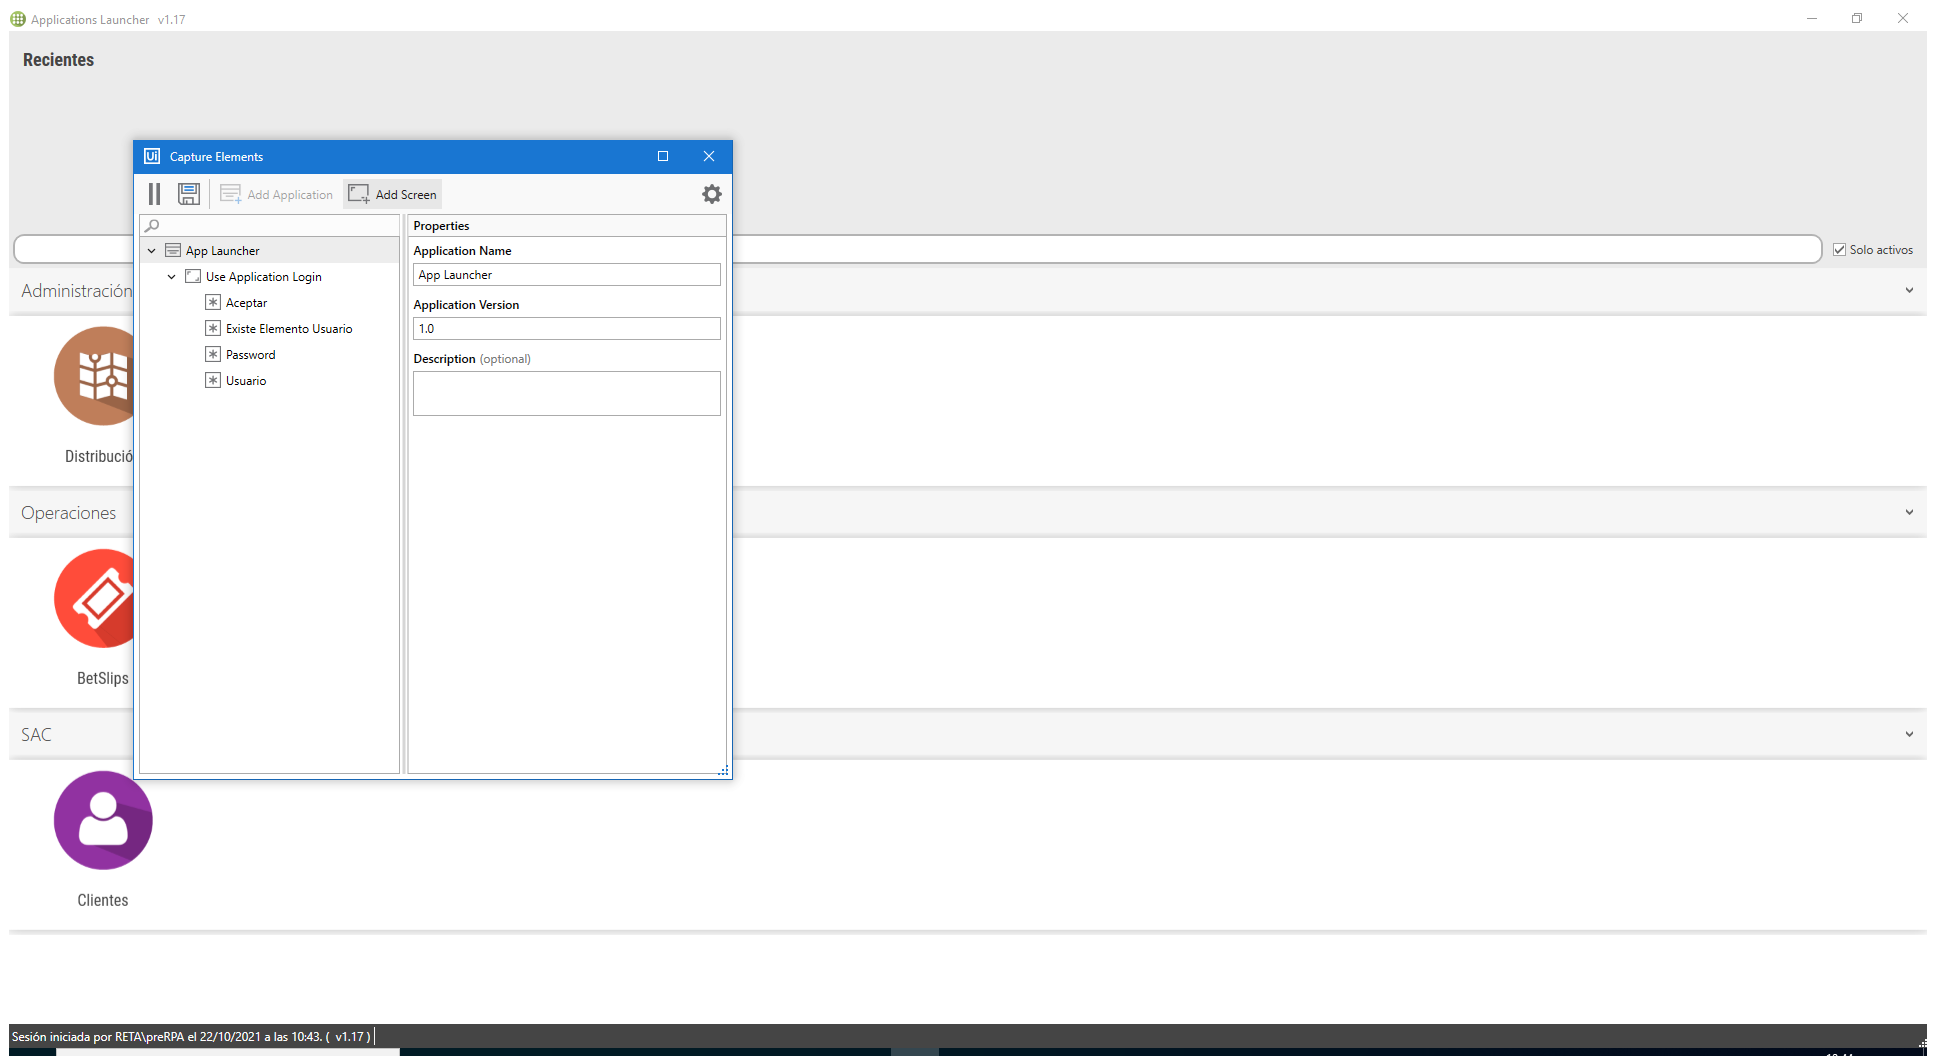 Applications Launcher v1.17
Recientes
Ui Capture Elements
Add Application Add Screen
Properties
App Launcher
Use Application Login
Aceptar
Existe Elemento Usuario
Password
Usuario
Application Name
App Launcher
Application Version
1.0
Description (optional)
Solo activos
Administración
Distribució
Operaciones
BetSlips
SAC
Clientes
Sesión iniciada por RETA\preRPA el 22/10/2021 a las 10:43. ( v1.17 )